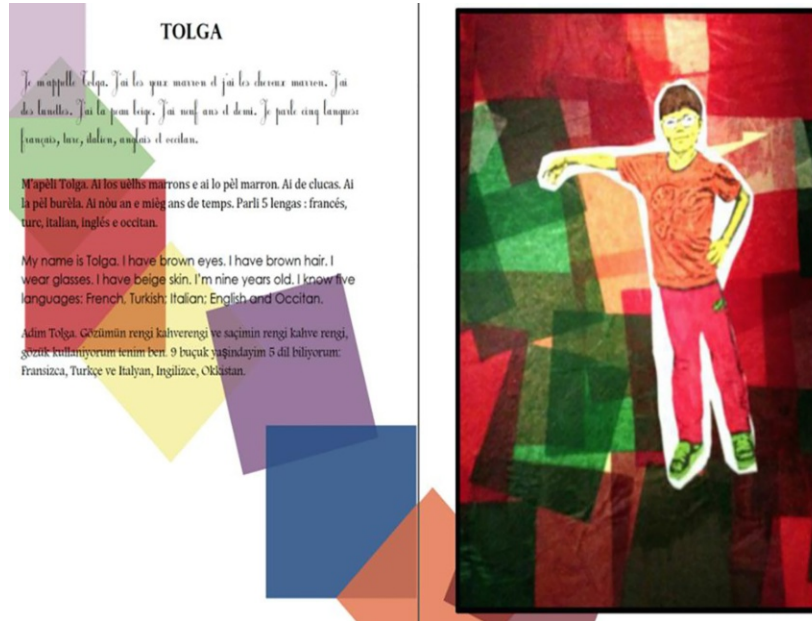 TOLGA
Je m'appelle Tolga. J'ai les yeux marron et j'ai les cheveux marron. J'ai
des lunettes. J'ai la peau beige. J'ai neuf ans et demi. Je parle cinq langues:
français, turc, italien, anglais et occitan.
M'apèli Tolga. Ai los uèlhs marrons e ai lo pèl marron. Ai de clucas. Ai
la pèl burèla. Ai nòu an e mièg ans de temps. Parli 5 lengas : francés,
turc, italian, inglés e occitan.
My name is Tolga. I have brown eyes. I have brown hair. I
wear glasses. I have beige skin. I'm nine years old. I know five
languages: French, Turkish; Italian; English and Occitan.
Adim Tolga. Gözümün rengi kahverengi ve saçimin rengi kahve rengi,
gözük kullaniyorum tenim ben. 9 buçuk yaşindayim 5 dil biliyorum:
Fransizca, Turkçe ve Italyan, Ingilizce, Okkistan.